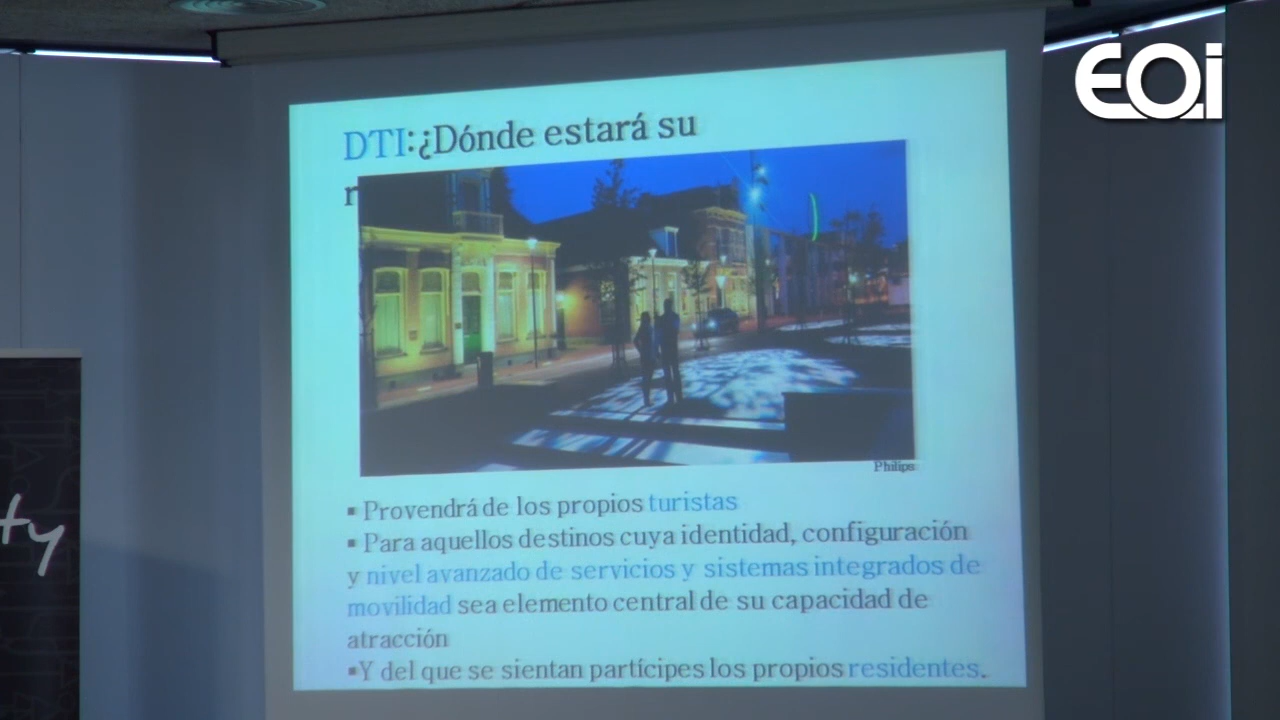 EOi
DTI:¿Dónde estará su
Philips
▪ Provendrá de los propios turistas
▪ Para aquellos destinos cuya identidad, configuración
y nivel avanzado de servicios y sistemas integrados de
movilidad sea elemento central de su capacidad de
atracción
▪Y del que se sientan partícipes los propios residentes.
ty